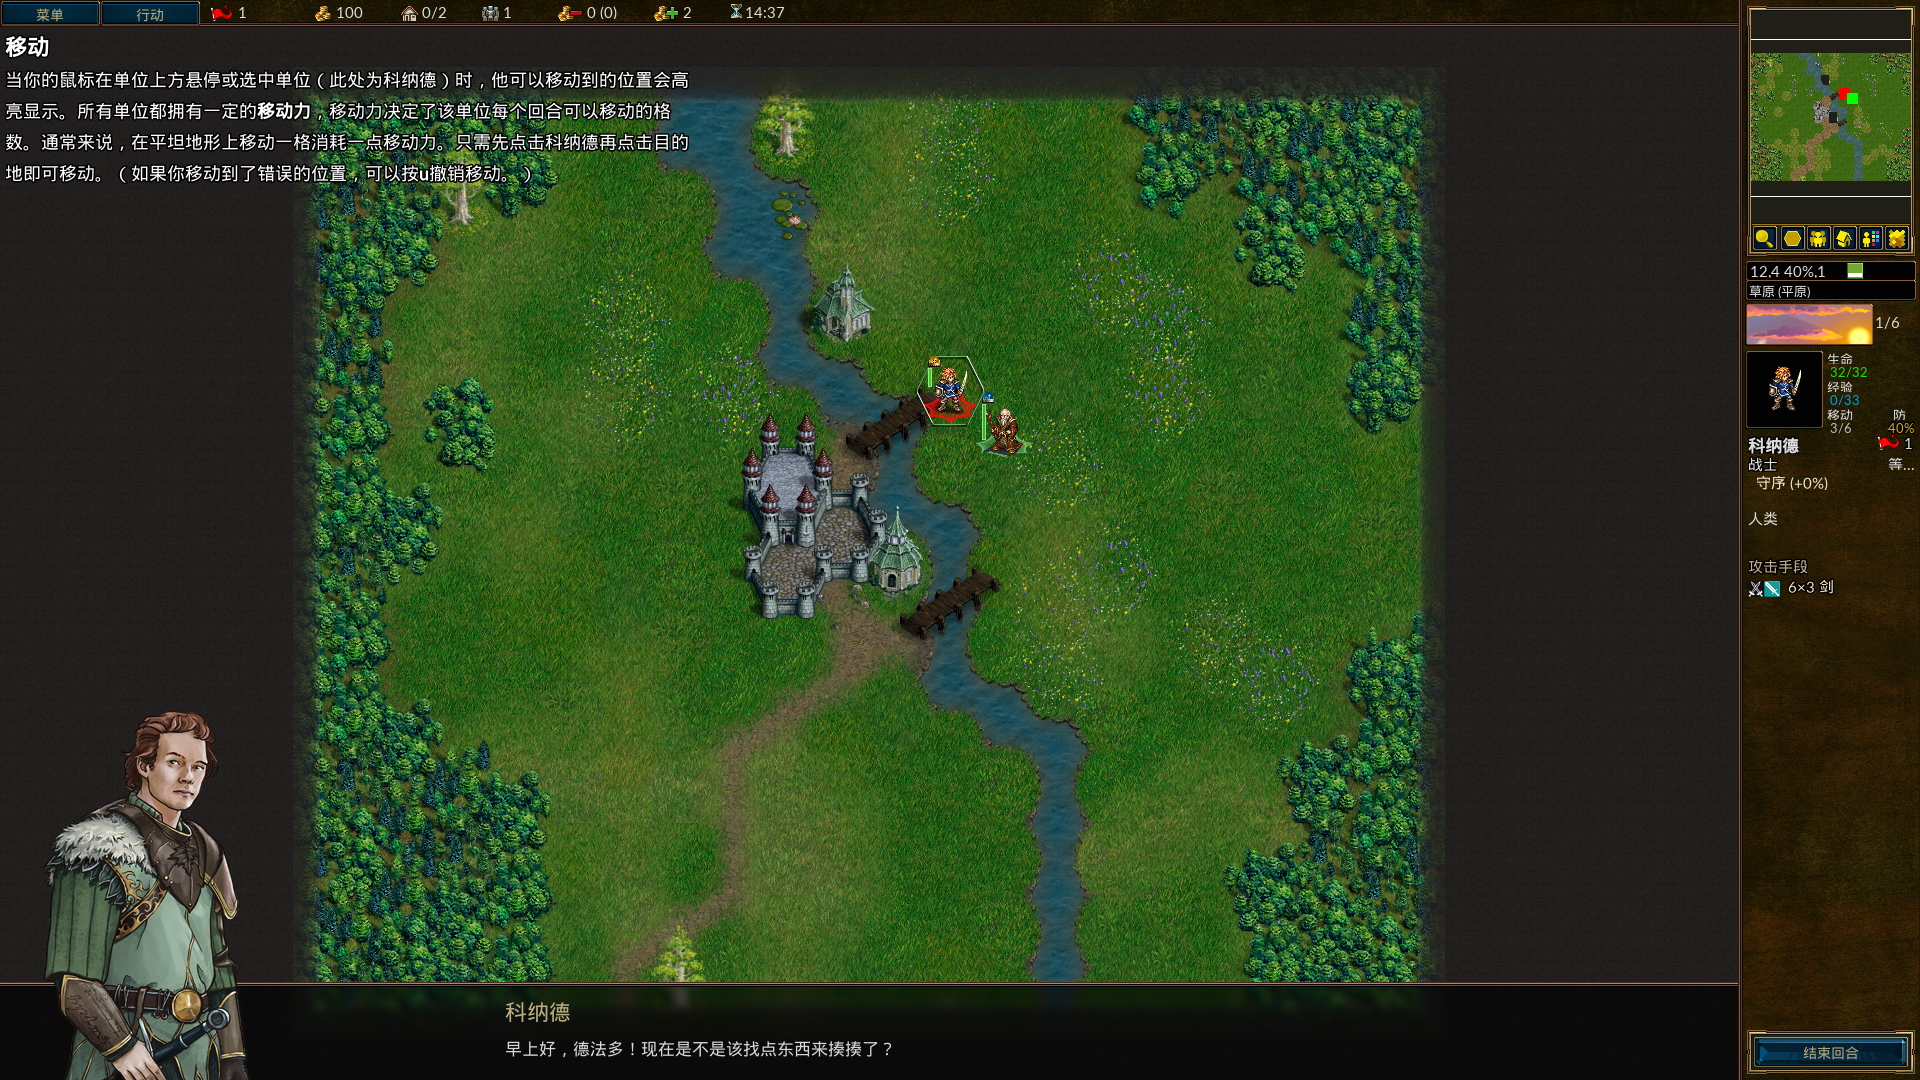 菜单 行动 1 100 0/2 1 0 (0) 2 14:37
移动
当你的鼠标在单位上方悬停或选中单位（此处为科纳德）时，他可以移动到的位置会高
亮显示。所有单位都拥有一定的移动力，移动力决定了该单位每个回合可以移动的格
数。通常来说，在平坦地形上移动一格消耗一点移动力。只需先点击科纳德再点击目的
地即可移动。（如果你移动到了错误的位置，可以按u撤销移动。）
12,4 40%,1
草原 (平原)
1/6
生命
32/32
经验
0/33
移动 防
3/6 40%
科纳德 1
战士 等...
守序 (+0%)
人类
攻击手段
6×3 剑
科纳德
早上好，德法多！现在是不是该找点东西来揍揍了？
结束回合